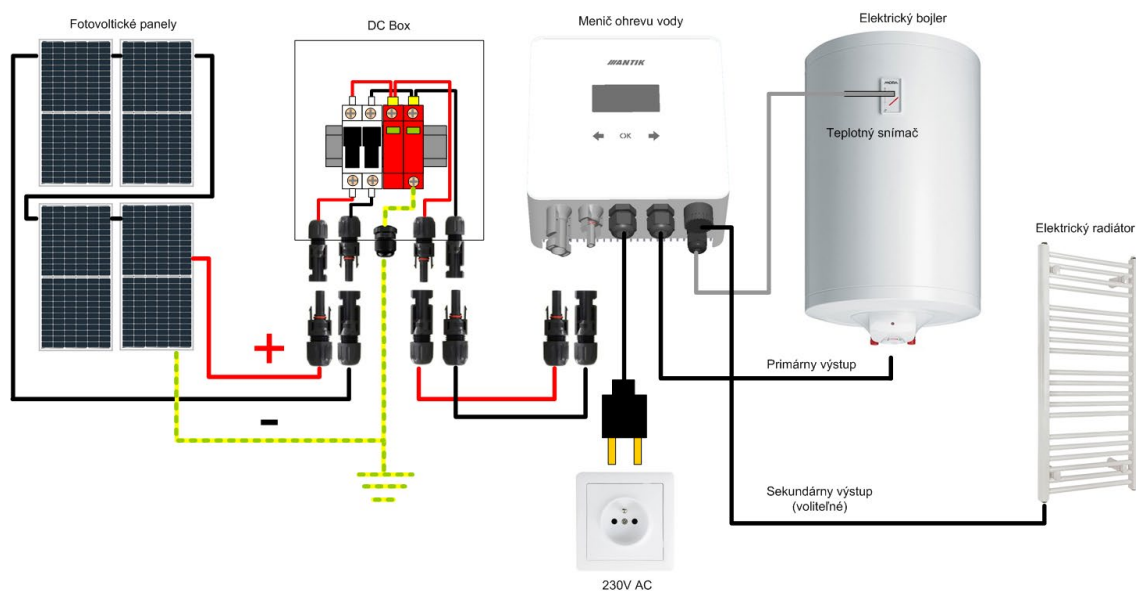 Fotovoltické panely
DC Box
Menič ohrevu vody
Elektrický bojler
ANTIK
OK
Teplotný snímač
Elektrický radiátor
+
-
Primárny výstup
Sekundárny výstup
(voliteľné)
230V AC